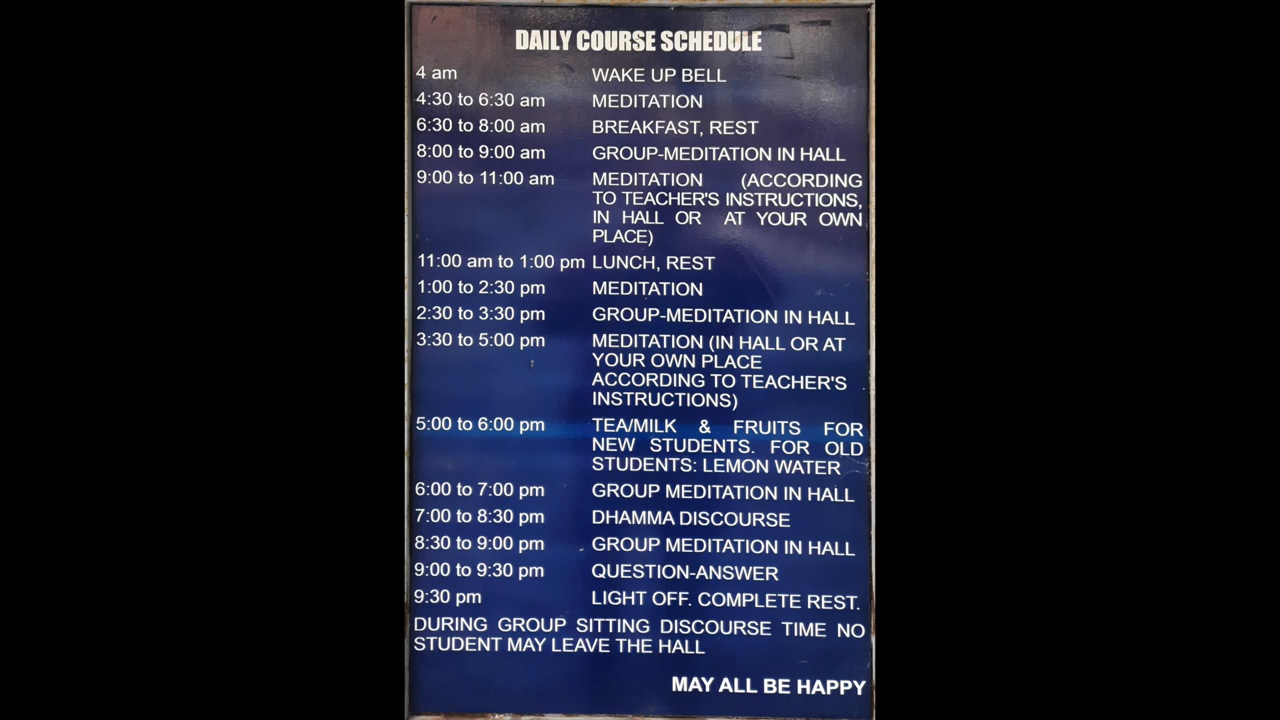 DAILY COURSE SCHEDULE
4 am WAKE UP BELL
4:30 to 6:30 am MEDITATION
6:30 to 8:00 am BREAKFAST, REST
8:00 to 9:00 am GROUP-MEDITATION IN HALL
9:00 to 11:00 am MEDITATION (ACCORDING
TO TEACHER'S INSTRUCTIONS,
IN HALL OR AT YOUR OWN
PLACE)
11:00 am to 1:00 pm LUNCH, REST
1:00 to 2:30 pm MEDITATION
2:30 to 3:30 pm GROUP-MEDITATION IN HALL
3:30 to 5:00 pm MEDITATION (IN HALL OR AT
YOUR OWN PLACE
ACCORDING TO TEACHER'S
INSTRUCTIONS)
5:00 to 6:00 pm TEA/MILK & FRUITS FOR
NEW STUDENTS. FOR OLD
STUDENTS: LEMON WATER
6:00 to 7:00 pm GROUP MEDITATION IN HALL
7:00 to 8:30 pm DHAMMA DISCOURSE
8:30 to 9:00 pm GROUP MEDITATION IN HALL
9:00 to 9:30 pm QUESTION-ANSWER
9:30 pm LIGHT OFF. COMPLETE REST.
DURING GROUP SITTING DISCOURSE TIME NO
STUDENT MAY LEAVE THE HALL
MAY ALL BE HAPPY